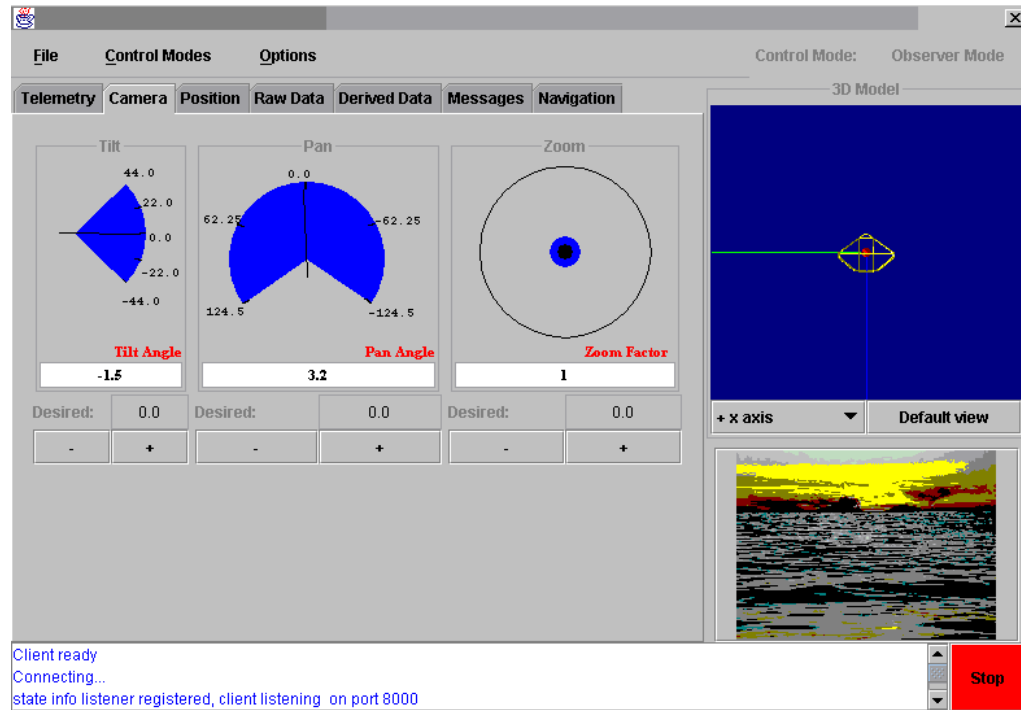 File Control Modes Options Control Mode: Observer Mode
Telemetry Camera Position Raw Data Derived Data Messages Navigation
3D Model
Tilt
44.0
22.0
0.0
-22.0
-44.0
Tilt Angle
-1.5
Desired: 0.0
- +
Pan
0.0
62.25 -62.25
124.5 -124.5
Pan Angle
3.2
Desired: 0.0
- +
Zoom
Zoom Factor
1
Desired: 0.0
- +
+ x axis Default view
Client ready
Connecting...
state info listener registered, client listening on port 8000
Stop